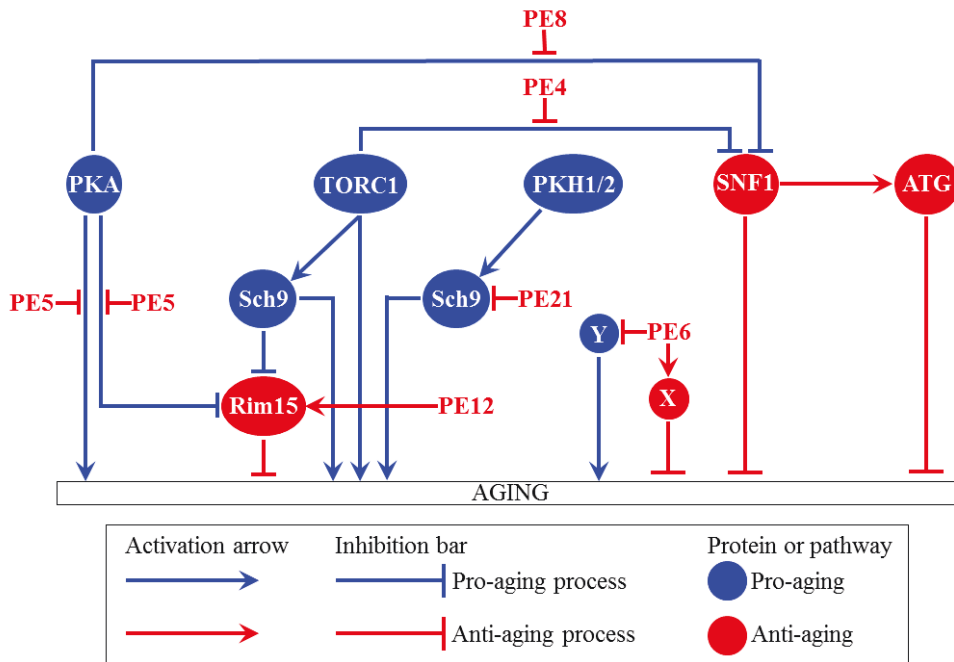 PE8
PE4
PKA
TORC1
PKH1/2
SNF1
ATG
PE5
PE5
Sch9
Sch9
PE21
Y
PE6
Rim15
PE12
X
AGING
Activation arrow
Inhibition bar
Protein or pathway
Pro-aging process
Pro-aging
Anti-aging process
Anti-aging